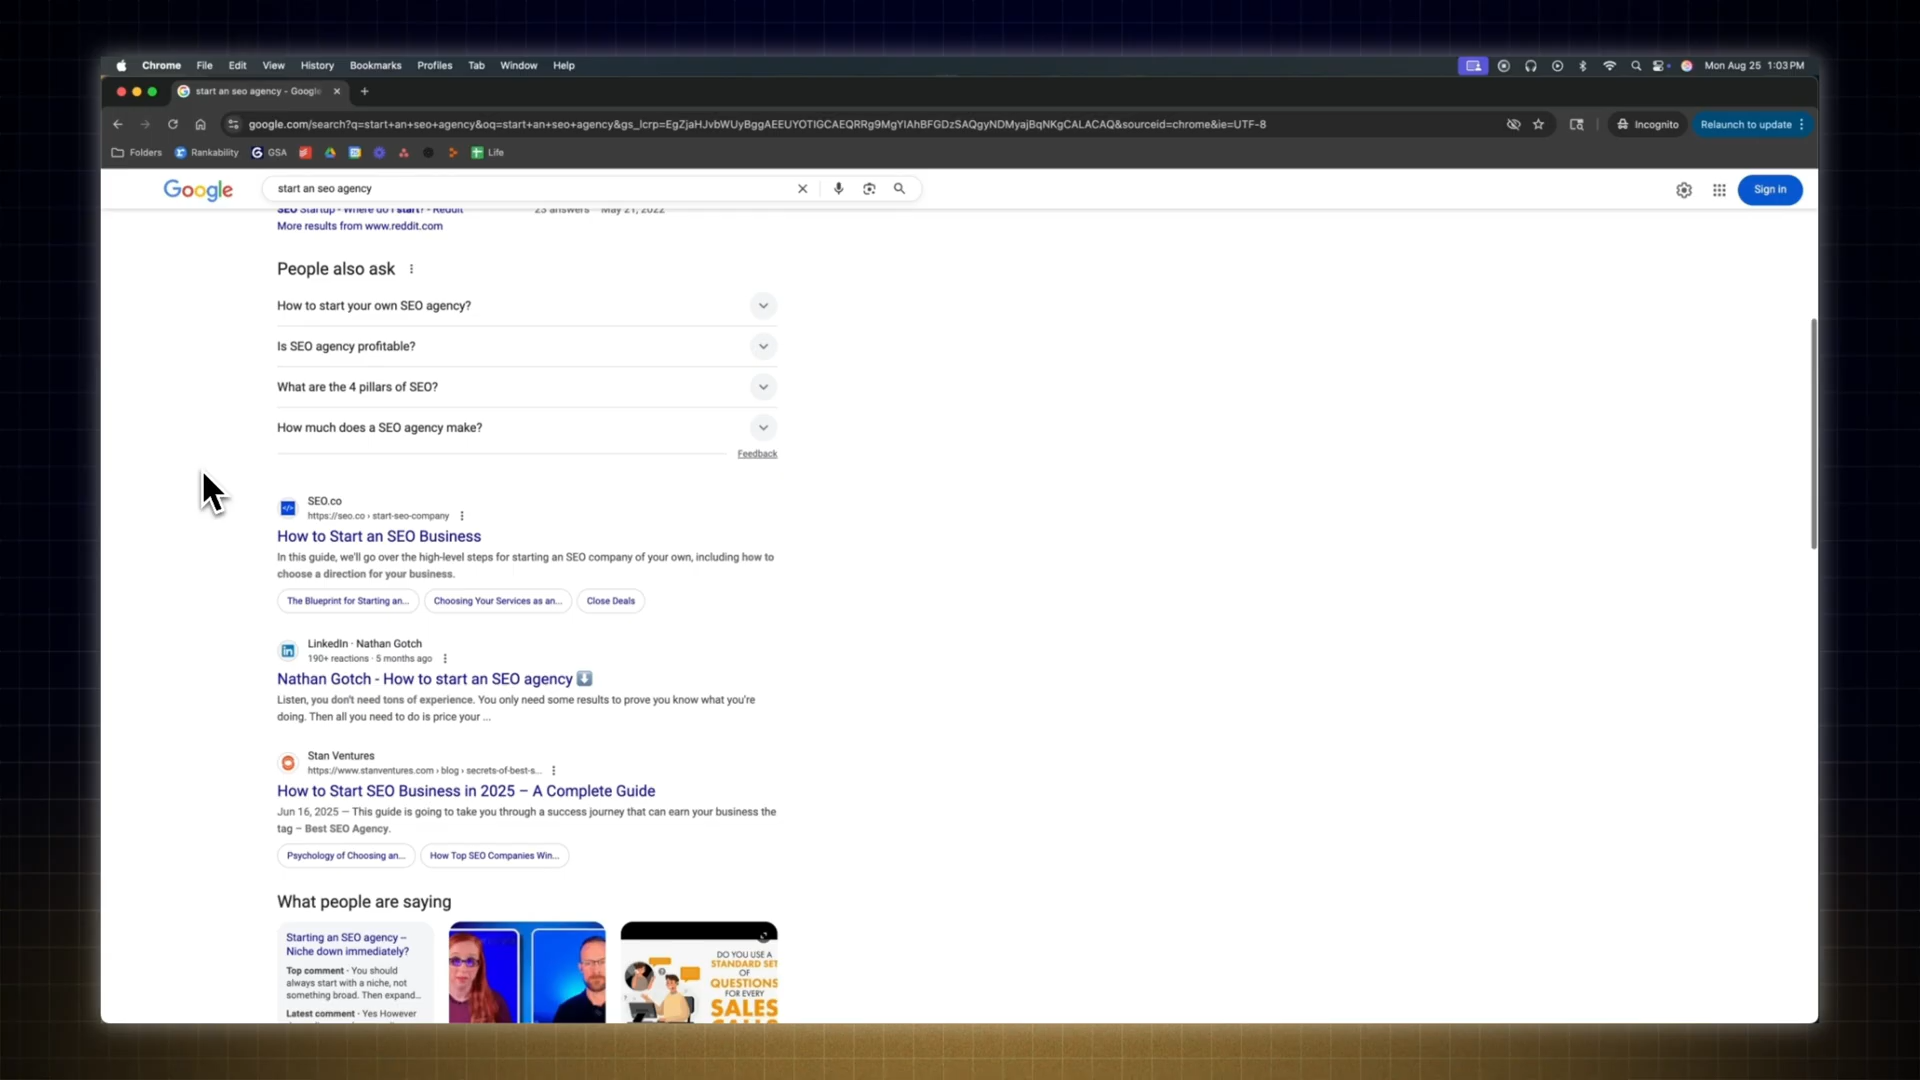 Chrome File Edit View History Bookmarks Profiles Tab Window Help Mon Aug 25 1:03 PM
start an seo agency - Google
google.com/search?q=start+an+seo+agency&oq=start+an+seo+agency&gs_lcrp=EgZjaHJvbWUyBggAEEUYOTIGCAEQRRg9MgYIAhBFGDzSAQgyNDMyajBqNKgCALACAQ&sourceid=chrome&ie=UTF-8 Incognito Relaunch to update
Folders Rankability GSA Life
Google start an seo agency Sign in
SEO Startup - Where do I start? - Reddit 23 answers May 21, 2022
More results from www.reddit.com
People also ask
How to start your own SEO agency?
Is SEO agency profitable?
What are the 4 pillars of SEO?
How much does a SEO agency make?
Feedback
SEO.co
https://seo.co › start-seo-company
How to Start an SEO Business
In this guide, we'll go over the high-level steps for starting an SEO company of your own, including how to
choose a direction for your business.
The Blueprint for Starting an... Choosing Your Services as an... Close Deals
LinkedIn · Nathan Gotch
190+ reactions · 5 months ago
Nathan Gotch - How to start an SEO agency ⬇️
Listen, you don't need tons of experience. You only need some results to prove you know what you're
doing. Then all you need to do is price your ...
Stan Ventures
https://www.stanventures.com › blog › secrets-of-best-s...
How to Start SEO Business in 2025 – A Complete Guide
Jun 16, 2025 — This guide is going to take you through a success journey that can earn your business the
tag – Best SEO Agency.
Psychology of Choosing an... How Top SEO Companies Win...
What people are saying
Starting an SEO agency –
Niche down immediately?
Top comment · You should
always start with a niche, not
something broad. Then expand...
Latest comment · Yes However
DO YOU USE A
STANDARD SET
OF
QUESTIONS
FOR EVERY
SALES